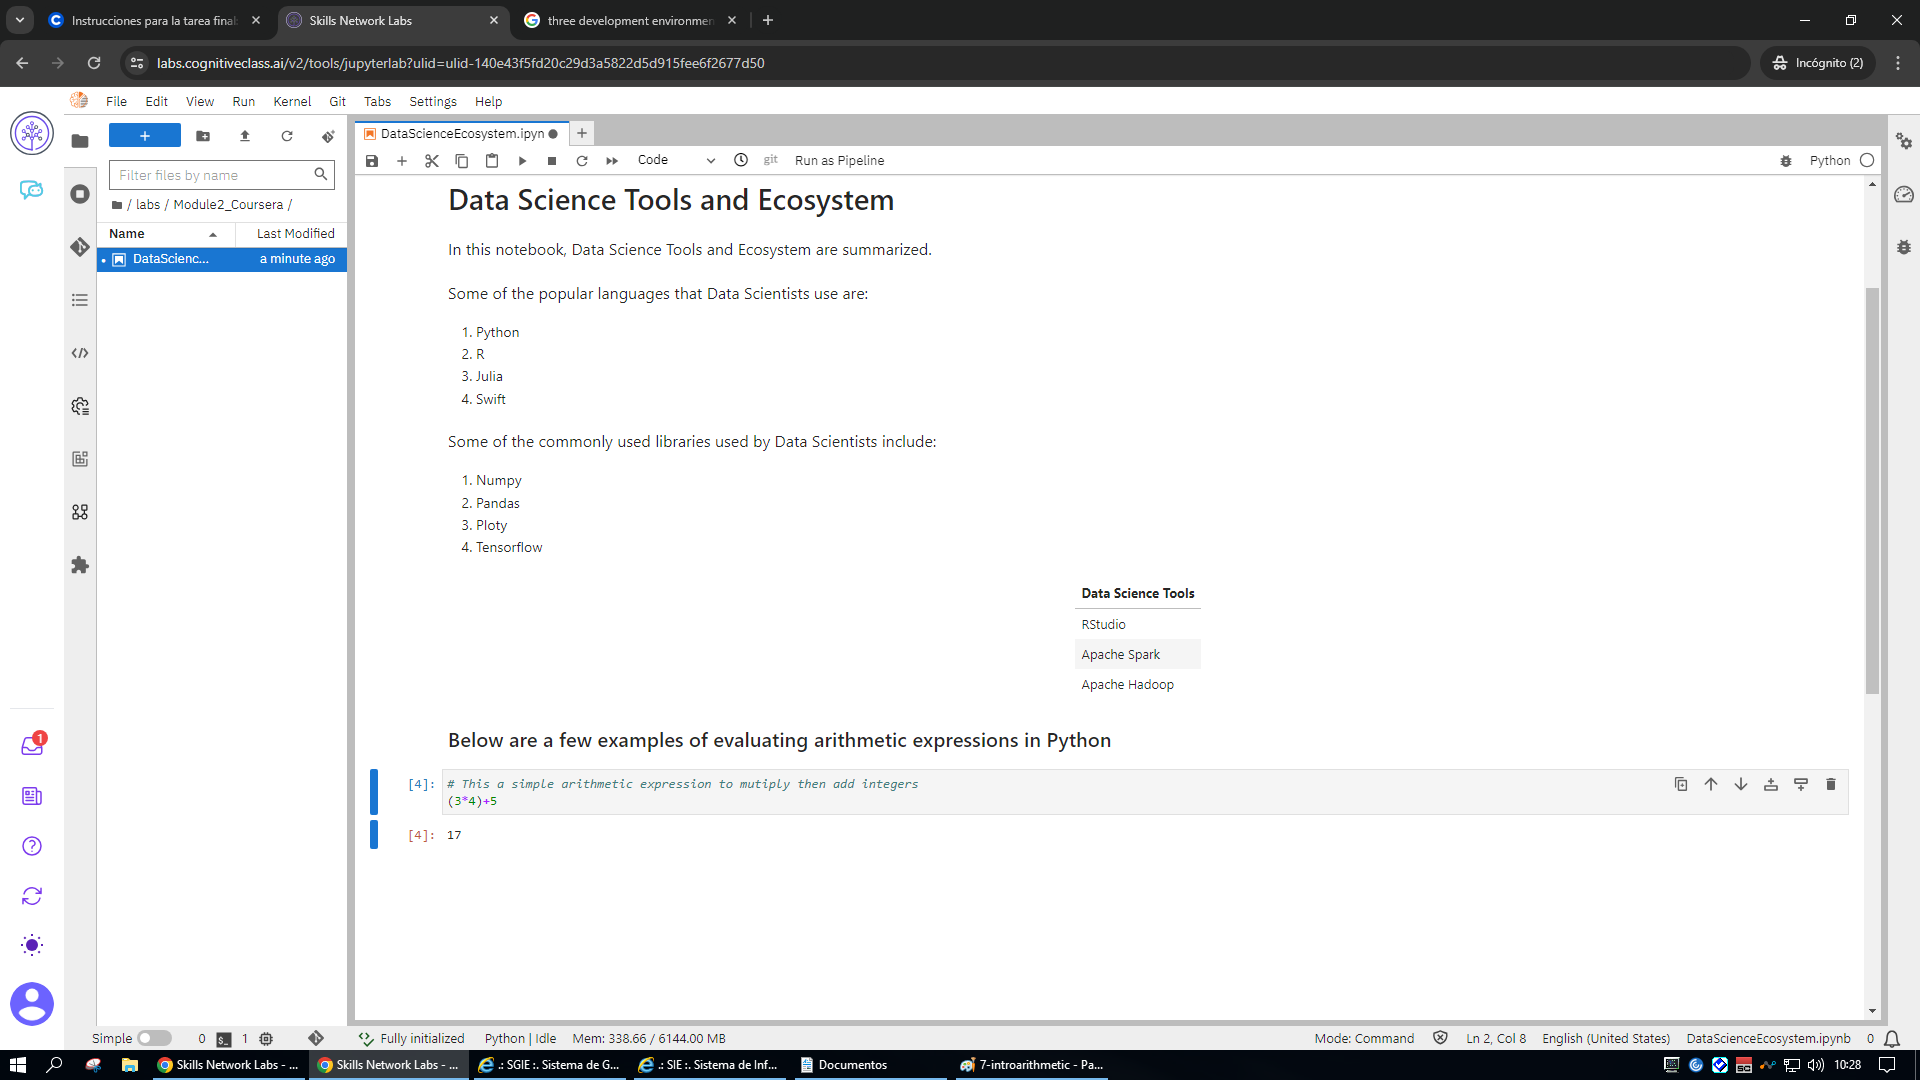 Instrucciones para la tarea final
Skills Network Labs
three development environmen
labs.cognitiveclass.ai/v2/tools/jupyterlab?ulid=ulid-140e43f5fd20c29d3a5822d5d915fee6f2677d50
Incógnito (2)
File Edit View Run Kernel Git Tabs Settings Help
DataScienceEcosystem.ipyn
Code
git
Run as Pipeline
Python
Filter files by name
/ labs / Module2_Coursera /
Name Last Modified
DataScienc... a minute ago
Data Science Tools and Ecosystem
In this notebook, Data Science Tools and Ecosystem are summarized.
Some of the popular languages that Data Scientists use are:
1. Python
2. R
3. Julia
4. Swift
Some of the commonly used libraries used by Data Scientists include:
1. Numpy
2. Pandas
3. Ploty
4. Tensorflow
Data Science Tools
RStudio
Apache Spark
Apache Hadoop
Below are a few examples of evaluating arithmetic expressions in Python
[4]: # This a simple arithmetic expression to mutiply then add integers
(3*4)+5
[4]: 17
1
Simple 0 1 Fully initialized Python | Idle Mem: 338.66 / 6144.00 MB Mode: Command Ln 2, Col 8 English (United States) DataScienceEcosystem.ipynb 0
Skills Network Labs - ... Skills Network Labs - ... .: SGIE :. Sistema de G... .: SIE :. Sistema de Inf... Documentos 7-introarithmetic - Pa... 10:28